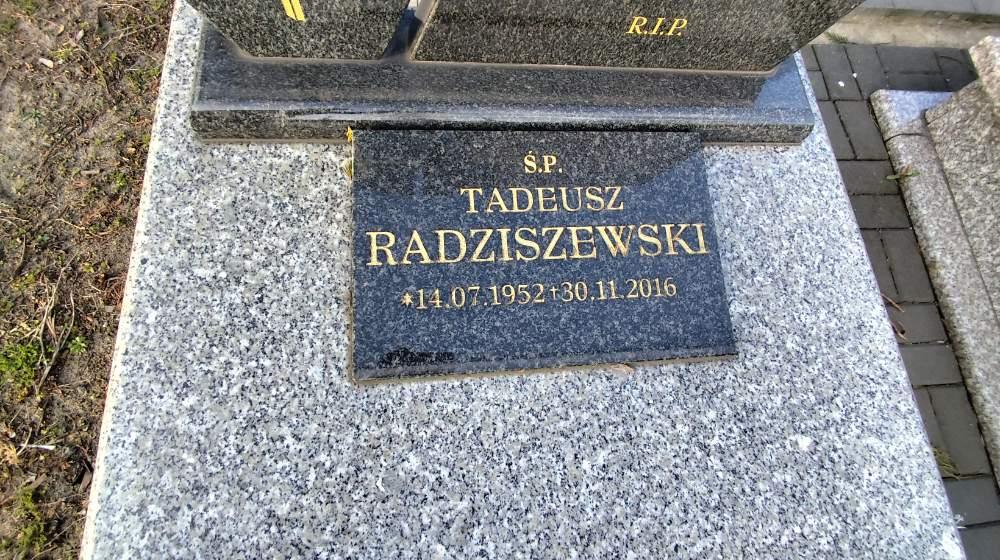 R.I.P.
Ś.P.
TADEUSZ
RADZISZEWSKI
*14.07.1952 +30.11.2016